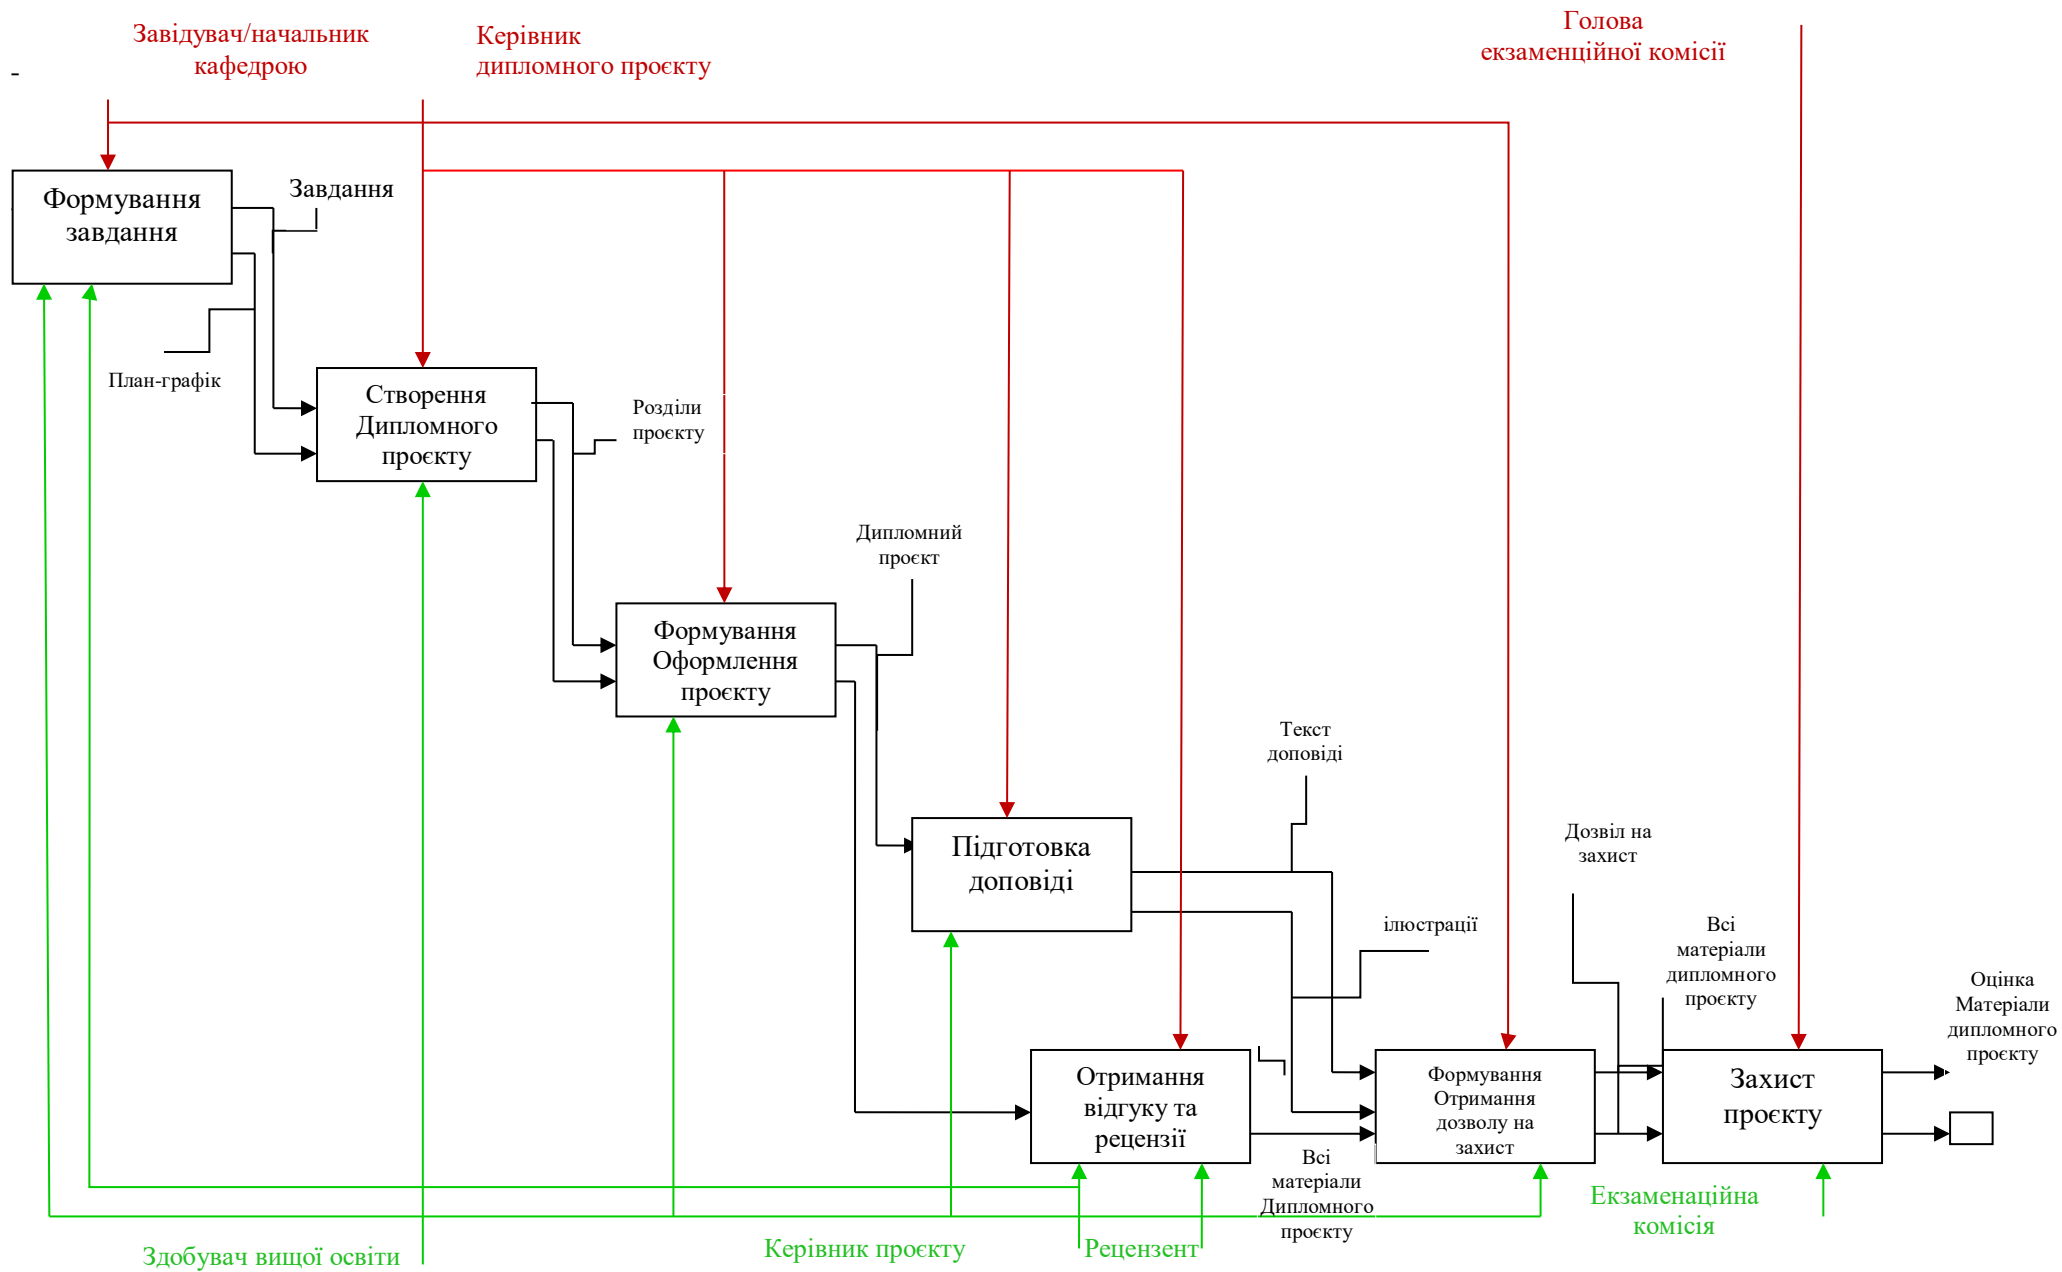 Завідувач/начальник
кафедрою
Керівник
дипломного проєкту
Голова
екзаменційної комісії
-
Формування
завдання
Завдання
План-графік
Створення
Дипломного
проєкту
Розділи
проєкту
Дипломний
проєкт
Формування
Оформлення
проєкту
Текст
доповіді
Підготовка
доповіді
Дозвіл на
захист
ілюстрації
Всі
матеріали
дипломного
проєкту
Оцінка
Матеріали
дипломного
проєкту
Отримання
відгуку та
рецензії
Формування
Отримання
дозволу на
захист
Захист
проєкту
Всі
матеріали
Дипломного
проєкту
Екзаменаційна
комісія
Здобувач вищої освіти
Керівник проєкту
Рецензент